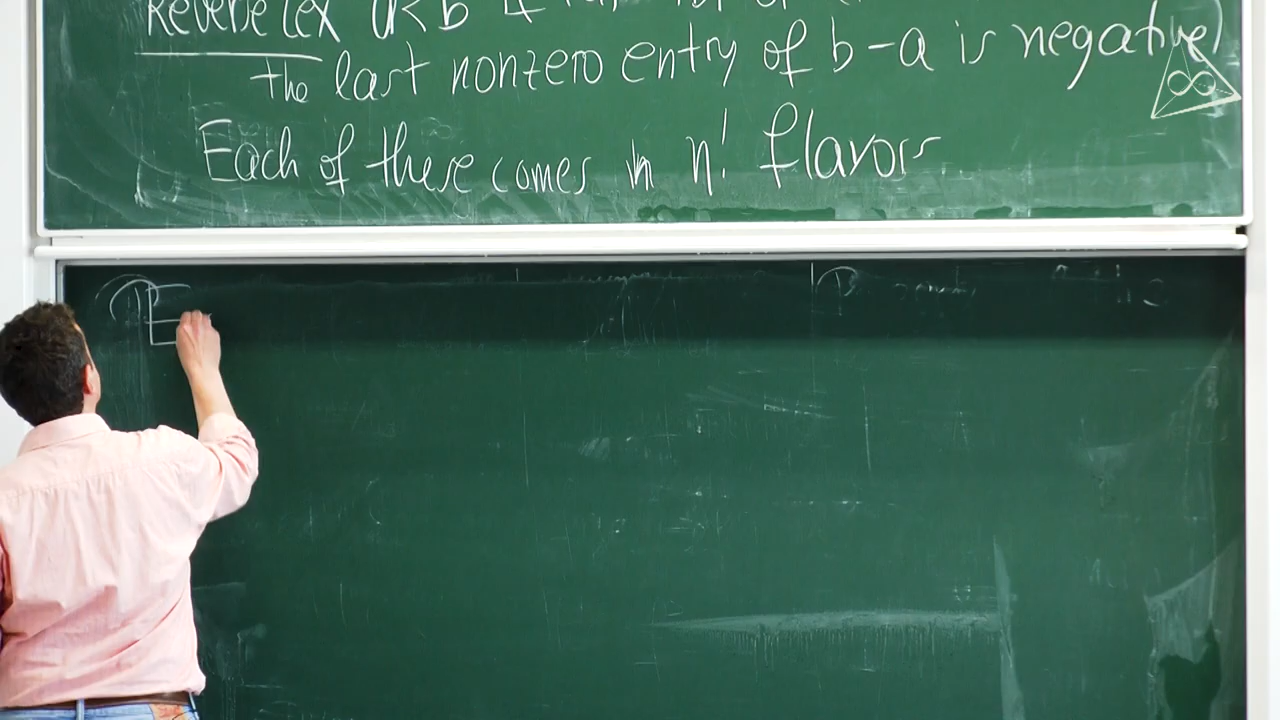 Reverse Lex a<b if
the last nonzero entry of b-a is negative)
Each of these comes in n! flavors
E